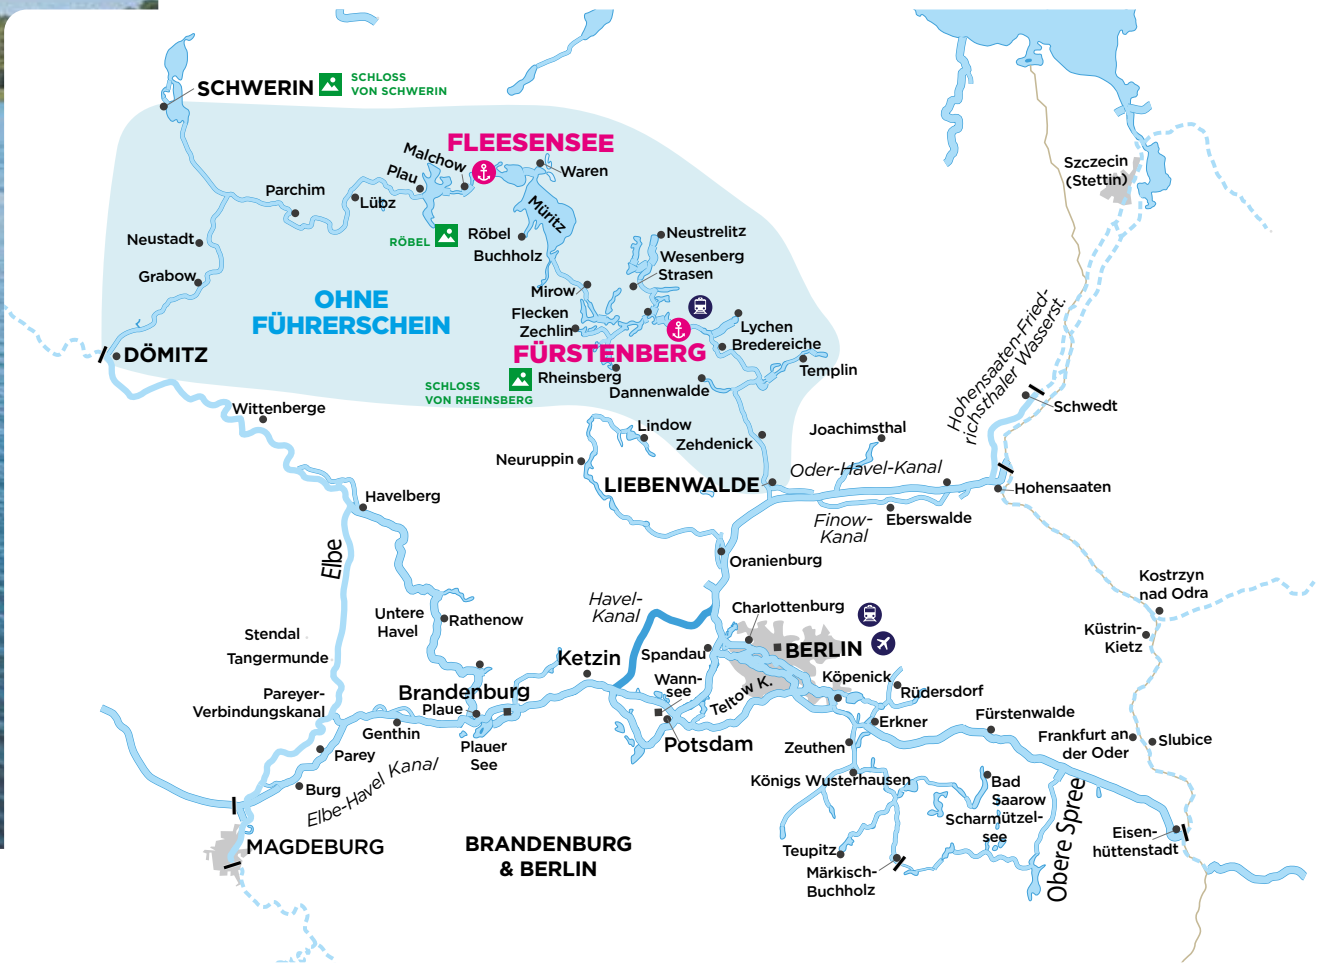 SCHWERIN
SCHLOSS
VON SCHWERIN
FLEESENSEE
Malchow
Plau
Waren
Parchim
Lübz
Müritz
Neustadt
RÖBEL
Röbel
Buchholz
Neustrelitz
Wesenberg
Strasen
Grabow
Mirow
OHNE
FÜHRERSCHEIN
Flecken
Zechlin
Lychen
Bredereiche
DÖMITZ
FÜRSTENBERG
Templin
SCHLOSS
VON RHEINSBERG
Rheinsberg
Dannenwalde
Wittenberge
Lindow
Zehdenick
Neuruppin
LIEBENWALDE
Joachimsthal
Oder-Havel-Kanal
Szczecin
(Stettin)
Hohensaaten-Fried-
richsthaler Wasserst.
Schwedt
Hohensaaten
Havelberg
Finow-
Kanal
Eberswalde
Elbe
Oranienburg
Kostrzyn
nad Odra
Küstrin-
Kietz
Havel-
Kanal
Charlottenburg
Untere
Havel
Rathenow
Stendal
Tangermunde
Spandau
BERLIN
Ketzin
Wann-
see
Teltow K.
Köpenick
Rüdersdorf
Pareyer-
Verbindungskanal
Brandenburg
Plaue
Genthin
Plauer
See
Potsdam
Erkner
Fürstenwalde
Zeuthen
Frankfurt an
der Oder
Slubice
Parey
Burg
Elbe-Havel Kanal
Königs Wusterhausen
Bad
Saarow
Scharmützel-
see
Obere Spree
Eisen-
hüttenstadt
MAGDEBURG
BRANDENBURG
& BERLIN
Teupitz
Märkisch-
Buchholz